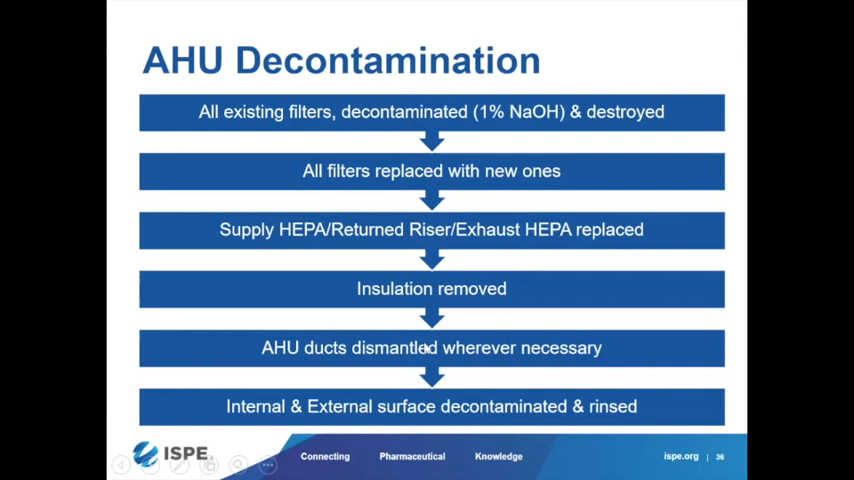 AHU Decontamination
All existing filters, decontaminated (1% NaOH) & destroyed
All filters replaced with new ones
Supply HEPA/Returned Riser/Exhaust HEPA replaced
Insulation removed
AHU ducts dismantled wherever necessary
Internal & External surface decontaminated & rinsed
ISPE.
Connecting Pharmaceutical Knowledge
ispe.org | 36